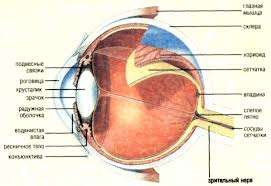 глазная
мышца
склера
хориоид
сетчатка
впадина
слепое
пятно
сосуды
сетчатки
зрительный нерв
подвесные
связки
роговица
хрусталик
зрачок
радужная
оболочка
водянистая
влага
ресничное тело
конъюнктива